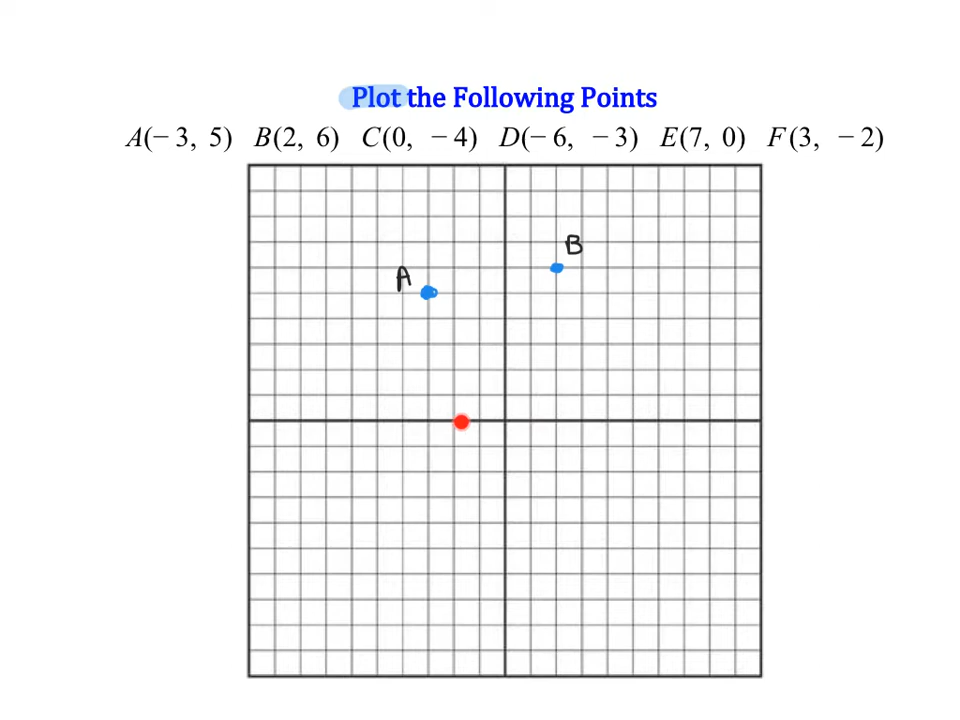 Plot the Following Points
A(− 3, 5) B(2, 6) C(0, − 4) D(− 6, − 3) E(7, 0) F(3, − 2)
B
A